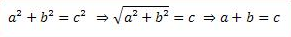 a² + b² = c² ⇒ √(a² + b²) = c ⇒ a + b = c